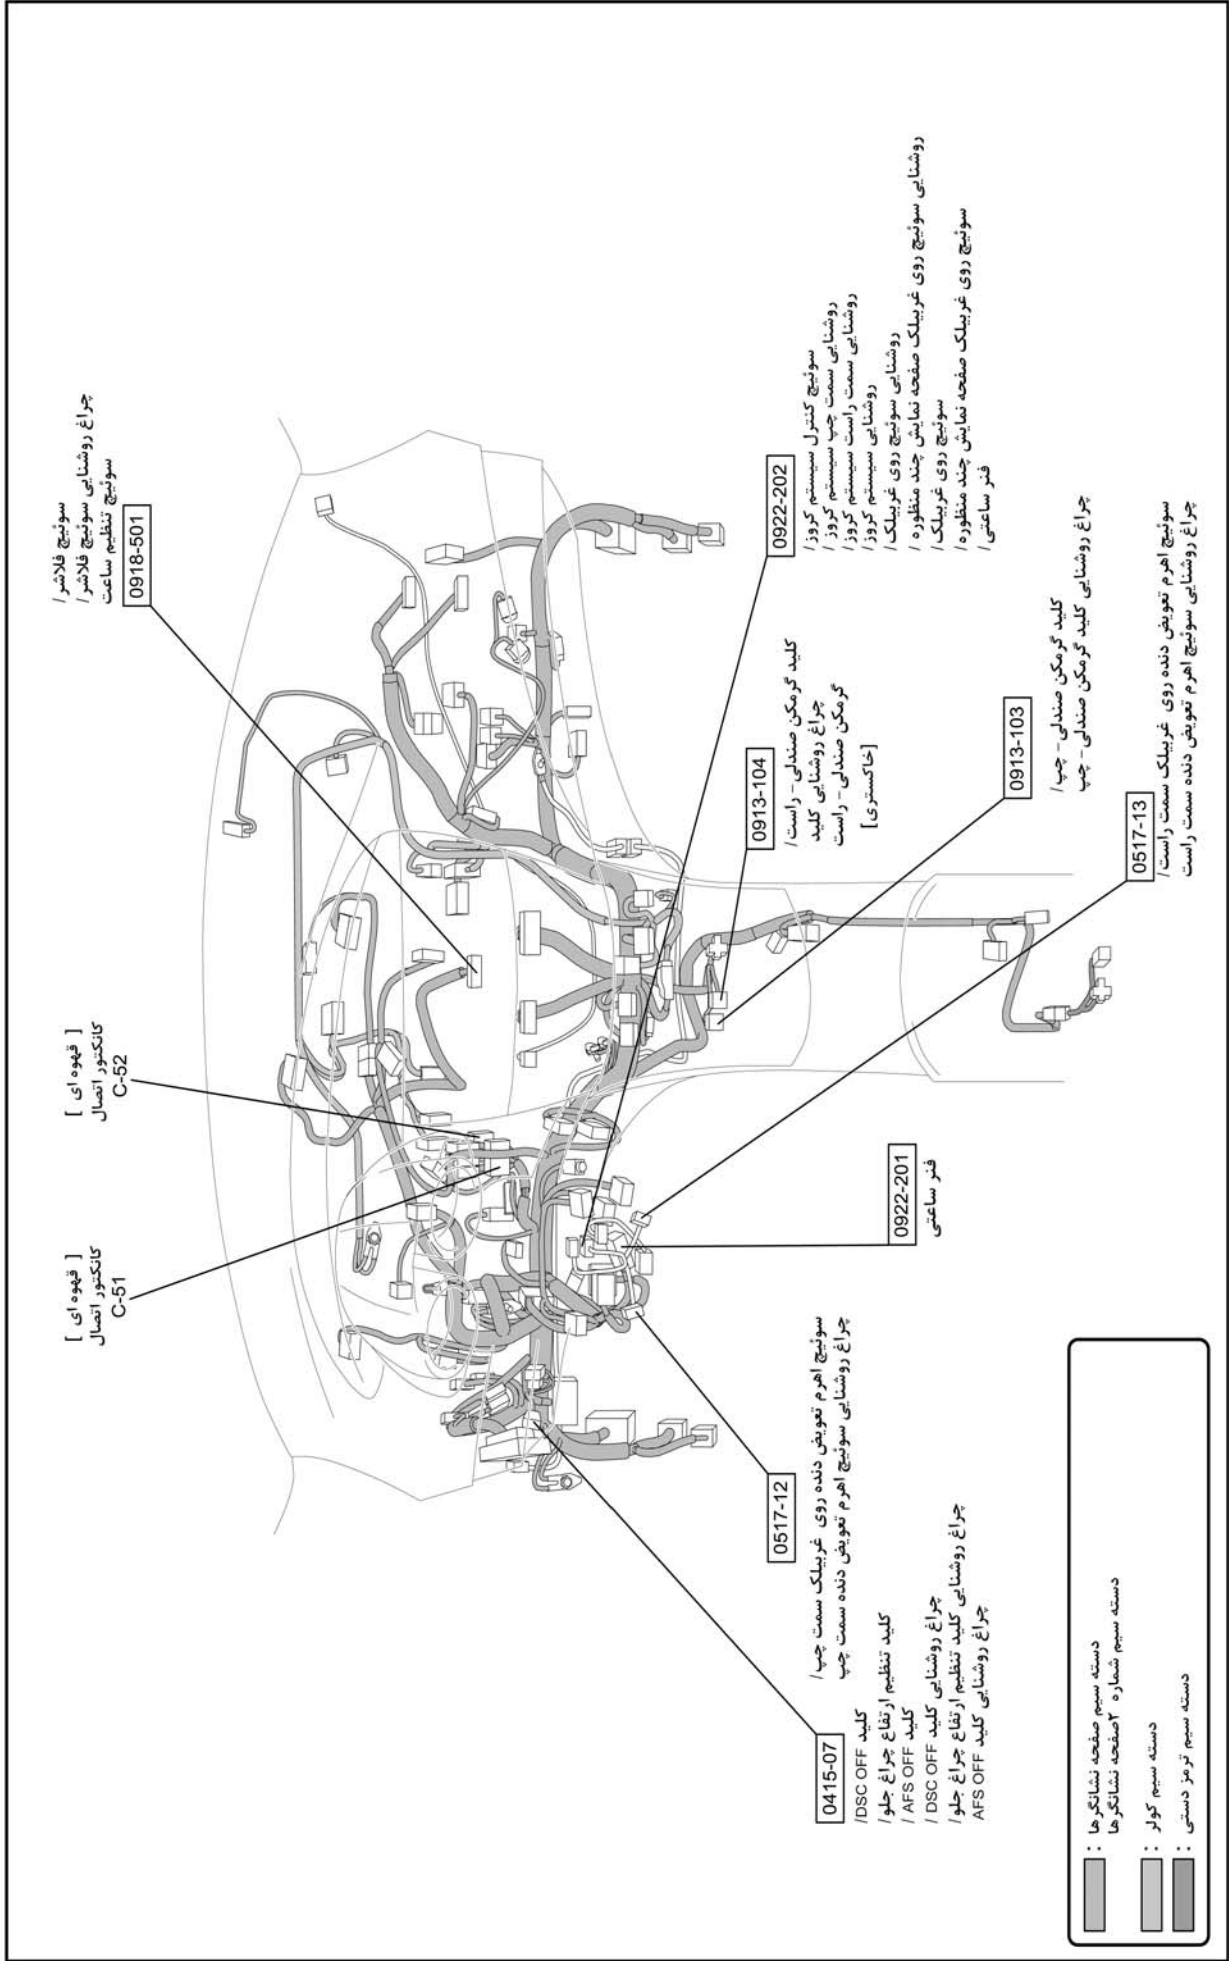 [ قهوه ای ]
کانکتور اتصال
C-51
[ قهوه ای ]
کانکتور اتصال
C-52
سوئیچ فلاشر/
چراغ روشنایی سوئیچ فلاشر/
سوئیچ تنظیم ساعت
0918-501
0415-07
کلید DSC OFF/
کلید تنظیم ارتفاع چراغ جلو/
کلید AFS OFF /
چراغ روشنایی کلید DSC OFF /
چراغ روشنایی کلید تنظیم ارتفاع چراغ جلو/
چراغ روشنایی کلید AFS OFF
0517-12
سوئیچ اهرم تعویض دنده روی غربیلک سمت چپ/
چراغ روشنایی سوئیچ اهرم تعویض دنده سمت چپ
0922-201
فنر ساعتی
0913-104
کلید گرمکن صندلی - راست/
چراغ روشنایی کلید
گرمکن صندلی - راست
[خاکستری]
0922-202
سوئیچ کنترل سیستم کروز/
روشنایی سمت چپ سیستم کروز/
روشنایی سمت راست سیستم کروز/
روشنایی سیستم کروز/
روشنایی سوئیچ روی غربیلک/
روشنایی سوئیچ روی غربیلک صفحه نمایش چند منظوره /
سوئیچ روی غربیلک/
سوئیچ روی غربیلک صفحه نمایش چند منظوره/
فنر ساعتی/
0913-103
کلید گرمکن صندلی - چپ/
چراغ روشنایی کلید گرمکن صندلی - چپ
0517-13
سوئیچ اهرم تعویض دنده روی غربیلک سمت راست/
چراغ روشنایی سوئیچ اهرم تعویض دنده سمت راست
: دسته سیم صفحه نشانگرها
دسته سیم شماره ۲صفحه نشانگرها
: دسته سیم کولر
: دسته سیم ترمز دستی